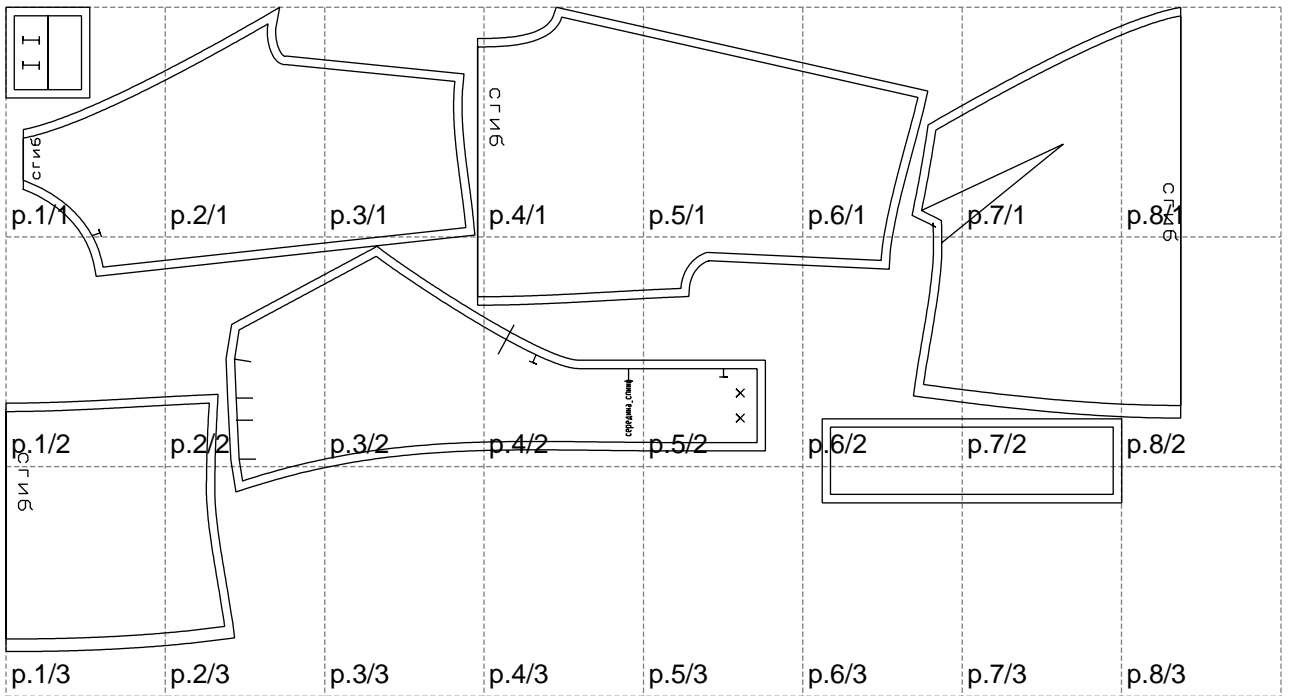 сгиб
сгиб
сгиб
p.1/1
p.2/1
p.3/1
p.4/1
p.5/1
p.6/1
p.7/1
p.8/1
середина_спинф
p.1/2
p.2/2
p.3/2
p.4/2
p.5/2
p.6/2
p.7/2
p.8/2
сгиб
p.1/3
p.2/3
p.3/3
p.4/3
p.5/3
p.6/3
p.7/3
p.8/3